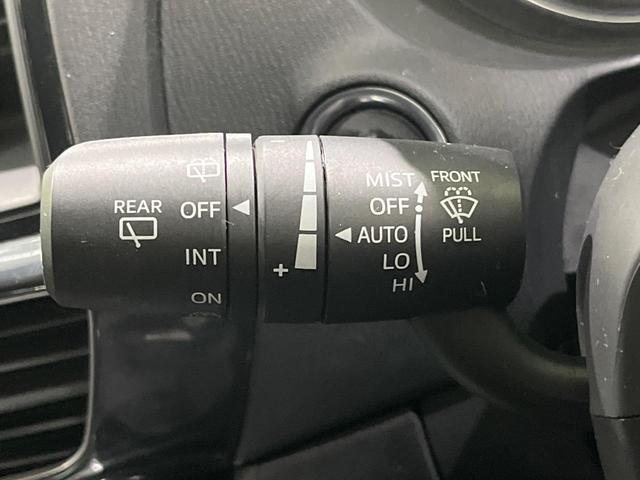 REAR
OFF
INT
ON
- +
MIST
OFF
AUTO
LO
HI
FRONT
PULL